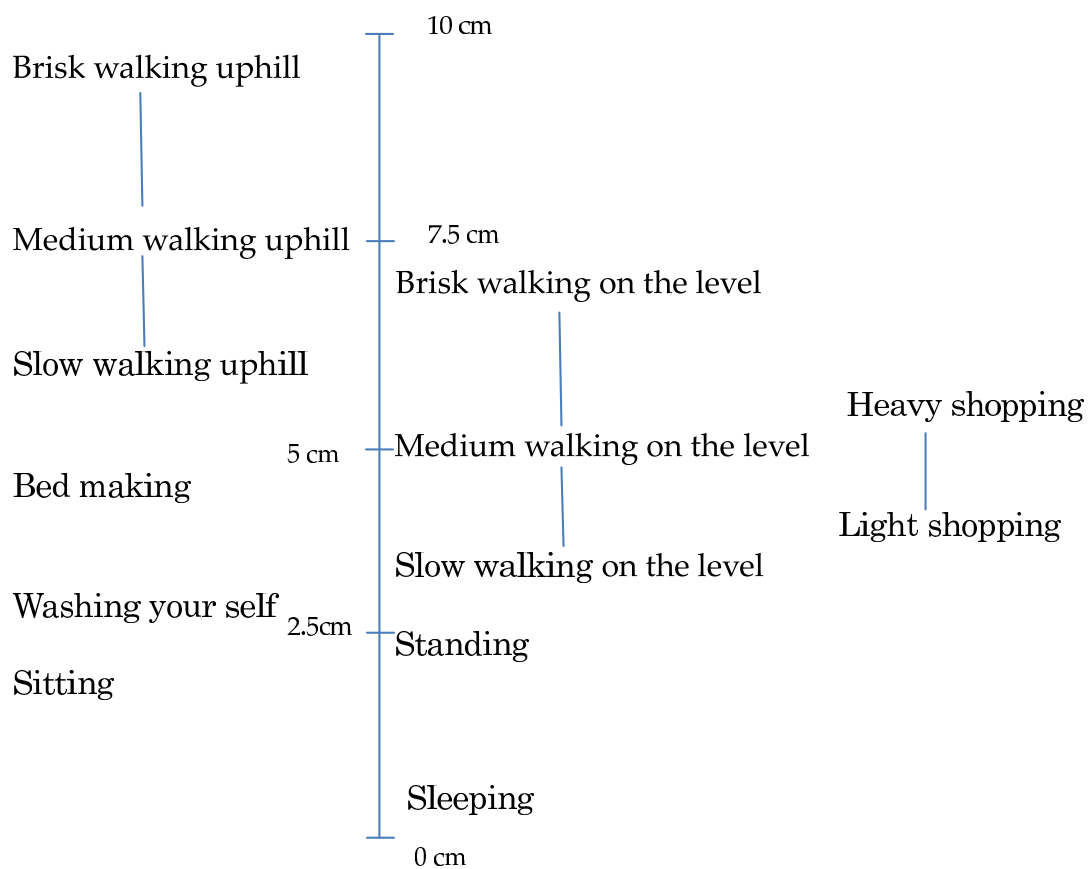 10 cm
Brisk walking uphill
Medium walking uphill
7.5 cm
Brisk walking on the level
Slow walking uphill
Heavy shopping
5 cm
Medium walking on the level
Bed making
Light shopping
Slow walking on the level
Washing your self
2.5cm
Standing
Sitting
Sleeping
0 cm